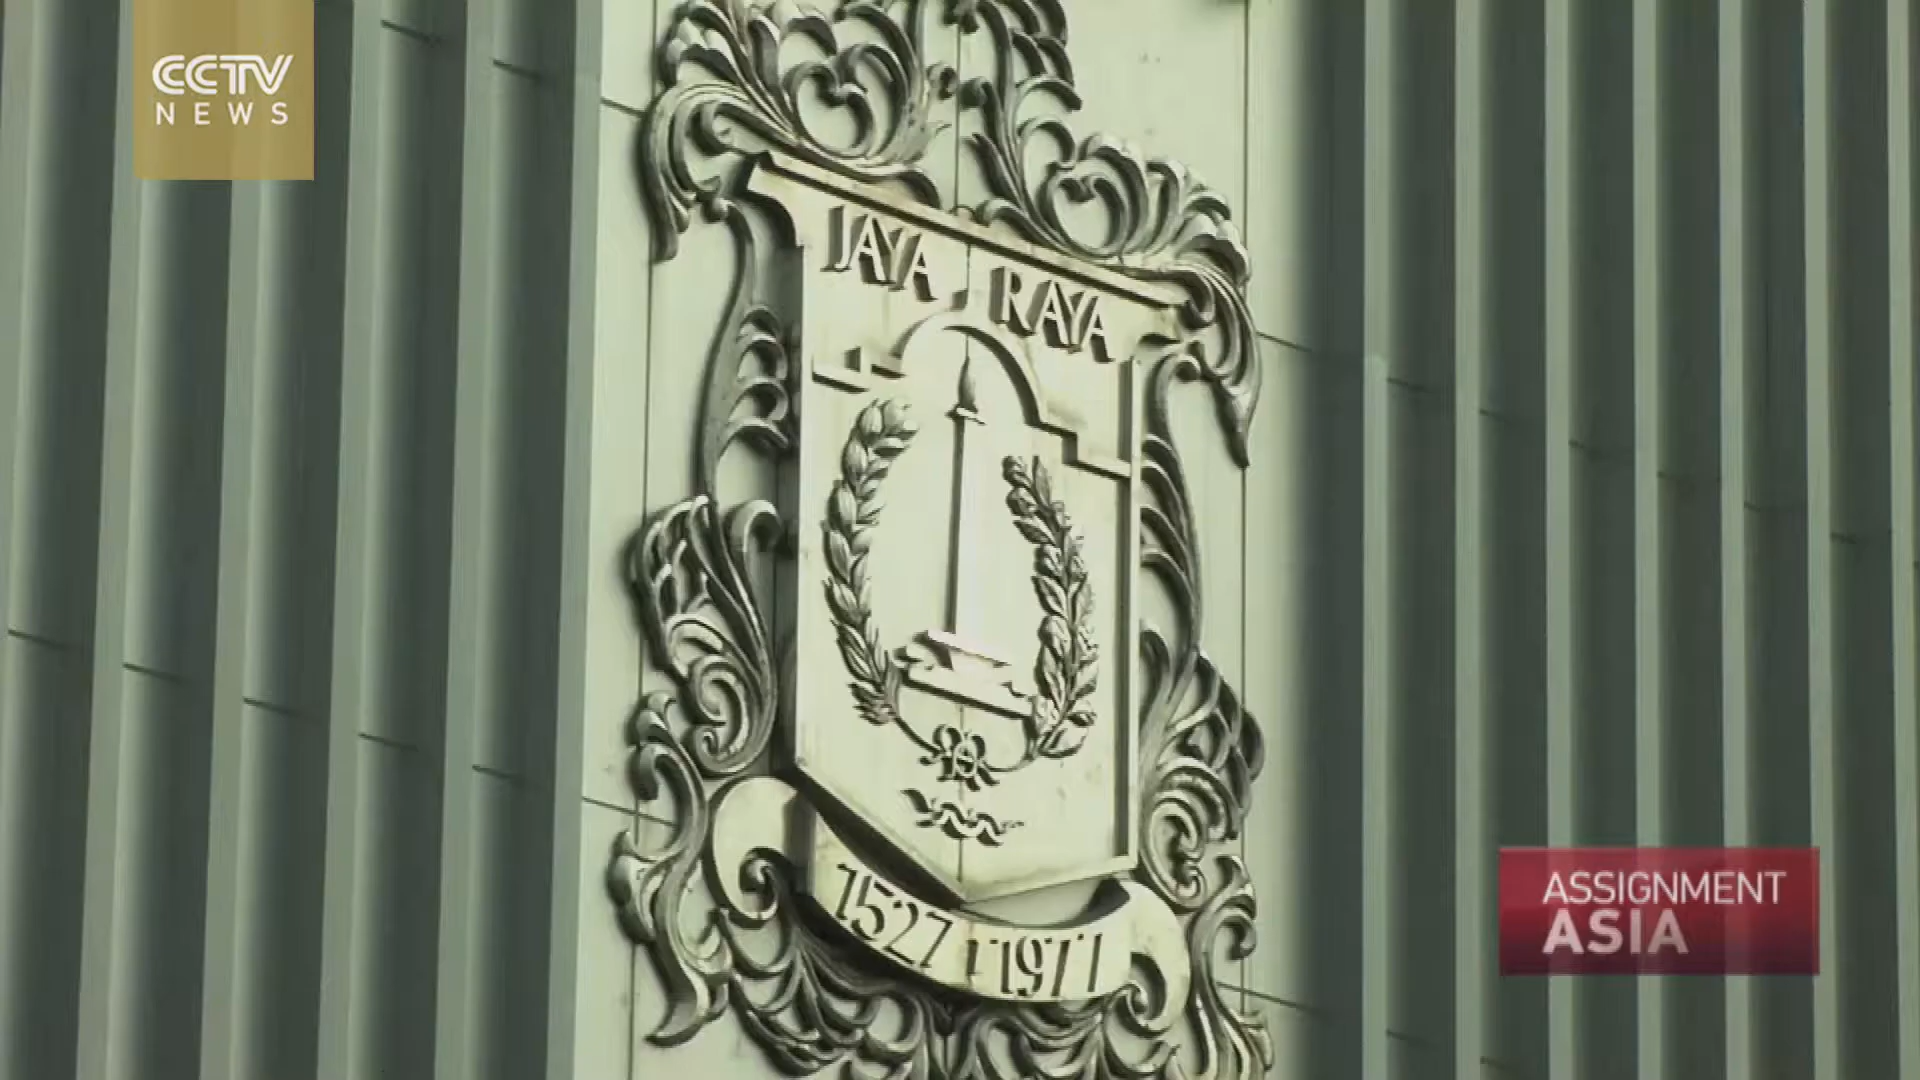 CCTV
NEWS
JAYA RAYA
1527 - 1977
ASSIGNMENT
ASIA